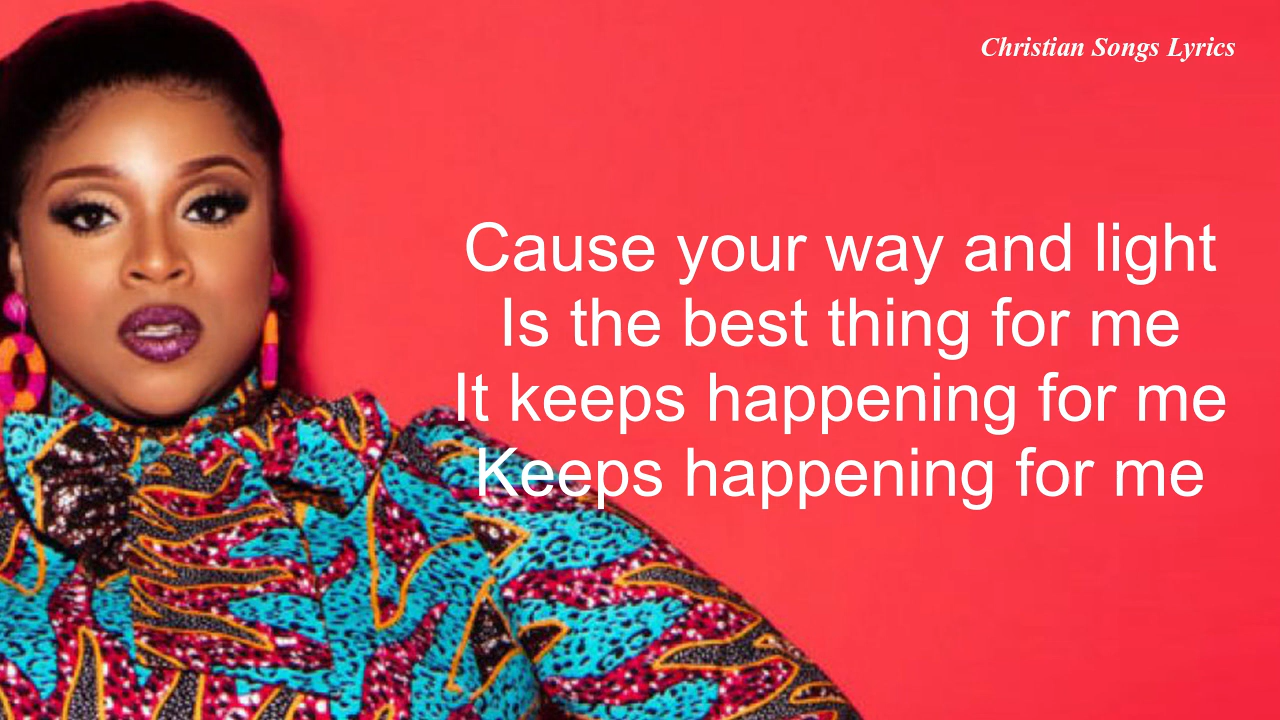 Christian Songs Lyrics
Cause your way and light
Is the best thing for me
It keeps happening for me
Keeps happening for me